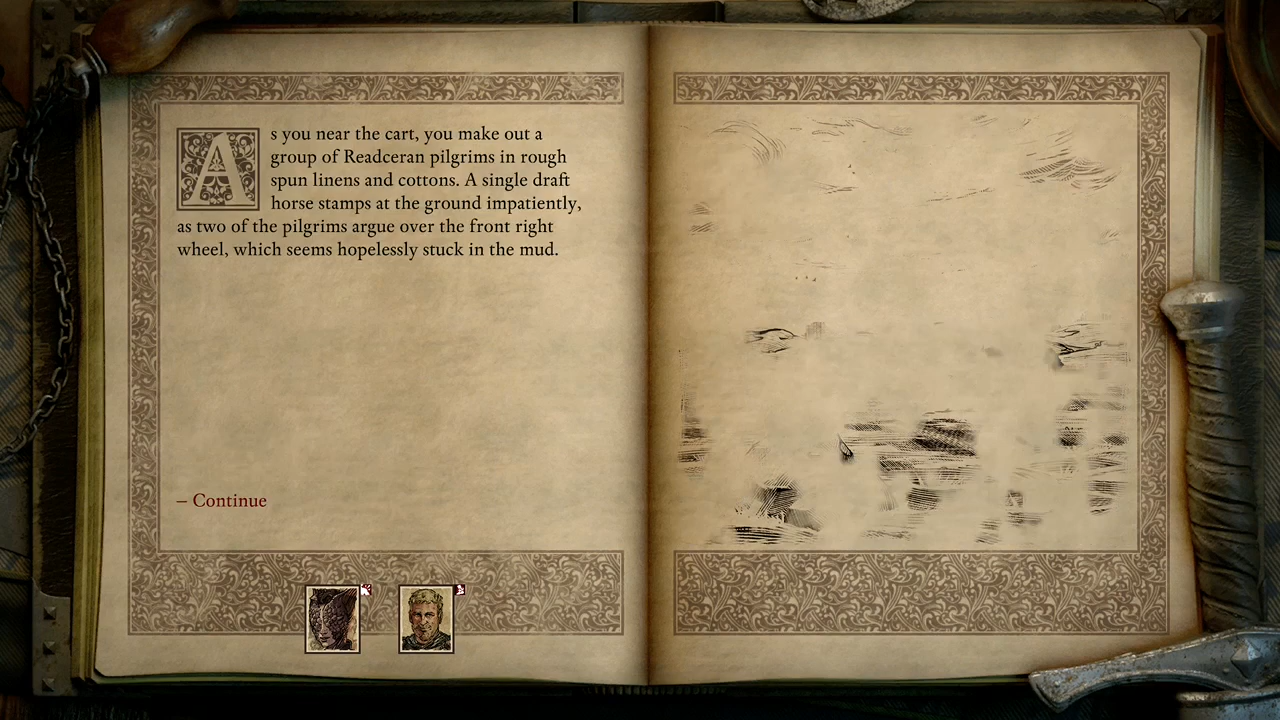 As you near the cart, you make out a
group of Readceran pilgrims in rough
spun linens and cottons. A single draft
horse stamps at the ground impatiently,
as two of the pilgrims argue over the front right
wheel, which seems hopelessly stuck in the mud.
– Continue